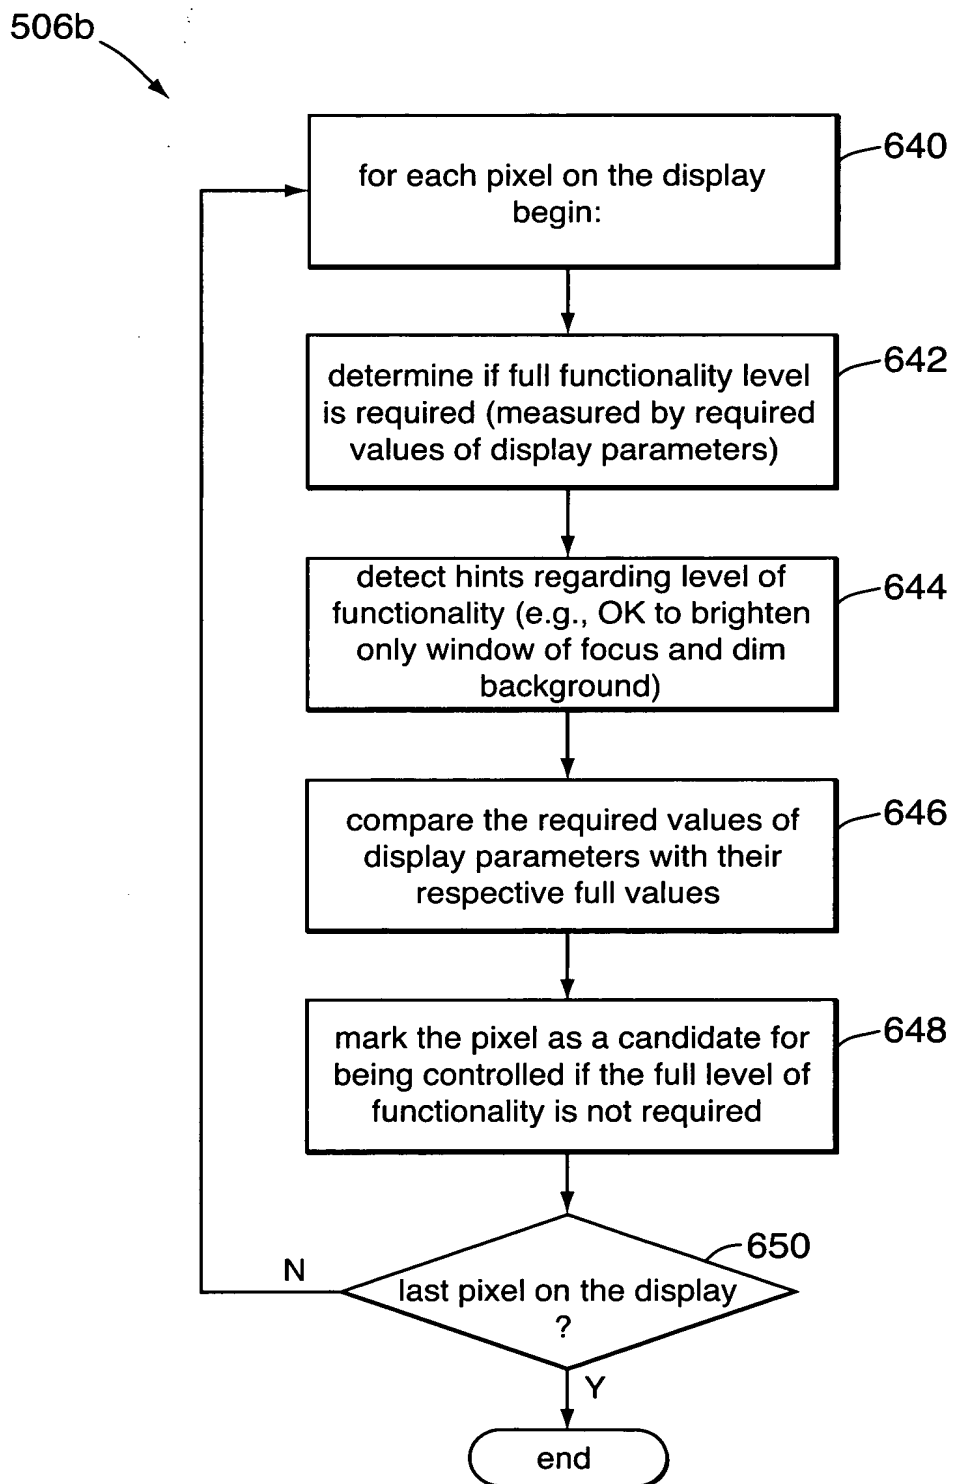 506b
for each pixel on the display
begin:
640
determine if full functionality level
is required (measured by required
values of display parameters)
642
detect hints regarding level of
functionality (e.g., OK to brighten
only window of focus and dim
background)
644
compare the required values of
display parameters with their
respective full values
646
mark the pixel as a candidate for
being controlled if the full level of
functionality is not required
648
650
N
last pixel on the display
?
Y
end